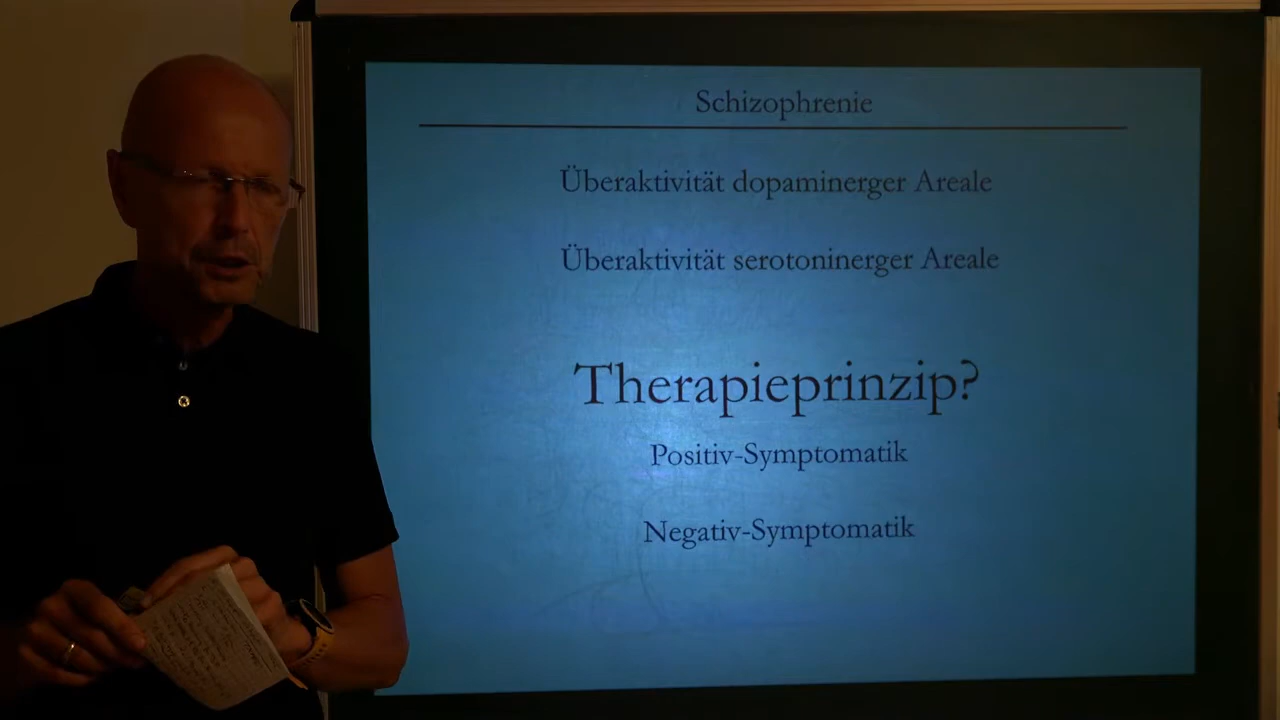 Schizophrenie
Überaktivität dopaminerger Areale
Überaktivität serotoninerger Areale
Therapieprinzip?
Positiv-Symptomatik
Negativ-Symptomatik